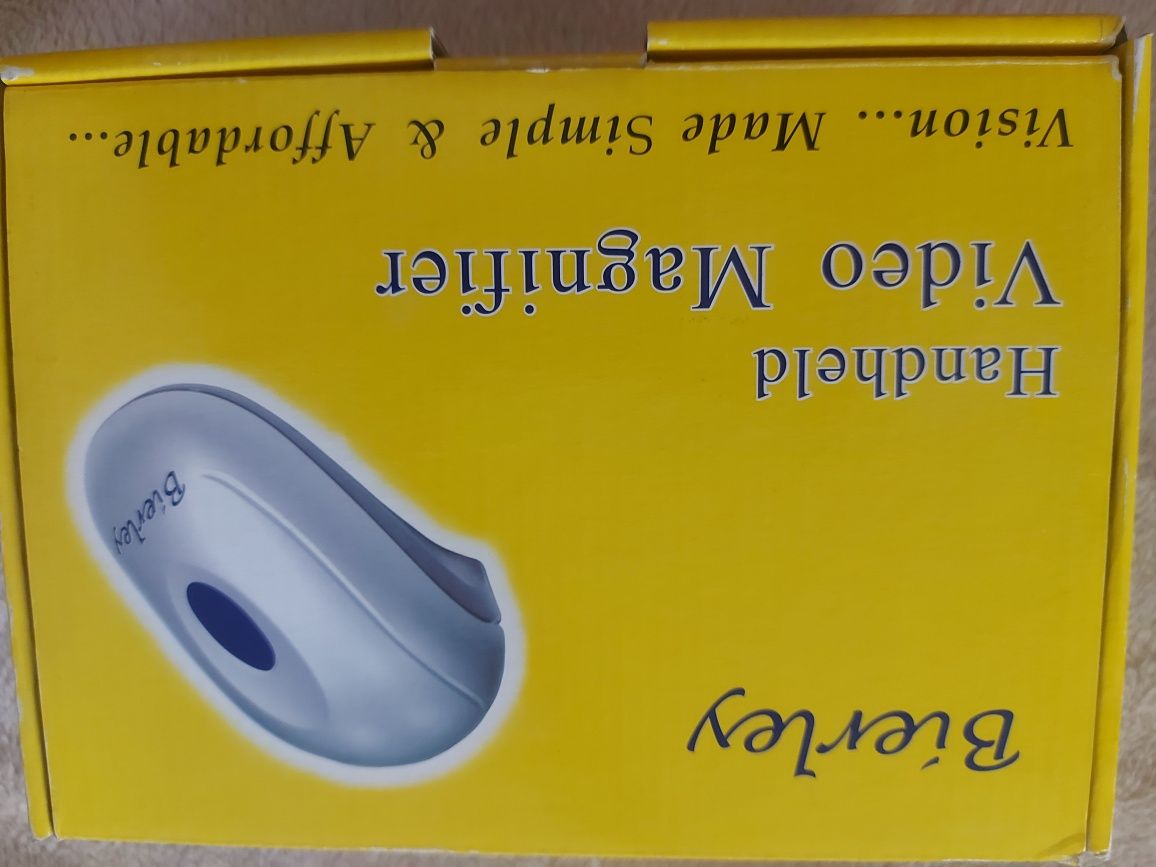 Bierley
Bierley
Handheld
Video Magnifier
Vision... Made Simple & Affordable...